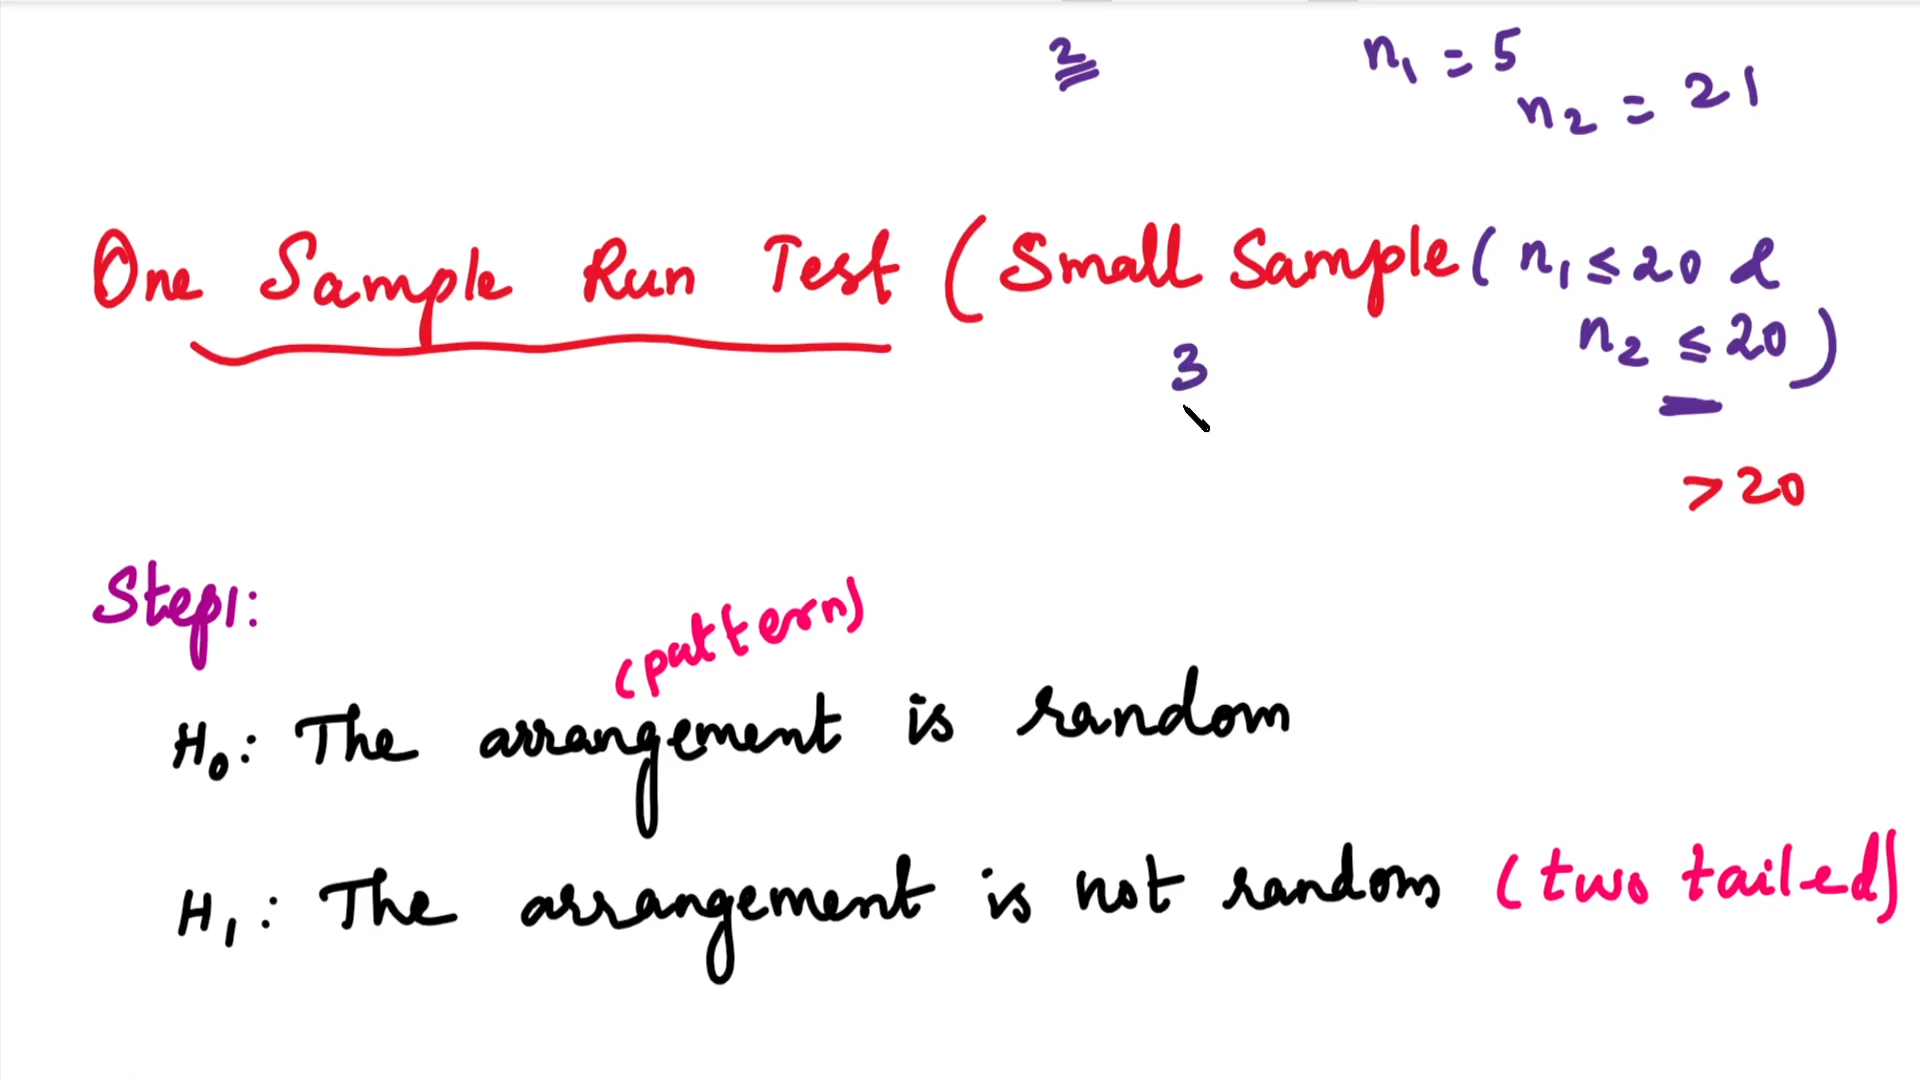 2
n₁ = 5
n₂ = 21
One Sample Run Test (Small Sample (n₁ ≤ 20 &
n₂ ≤ 20)
3
> 20
Step1:
(pattern)
H₀: The arrangement is random
H₁: The arrangement is not random (two tailed)